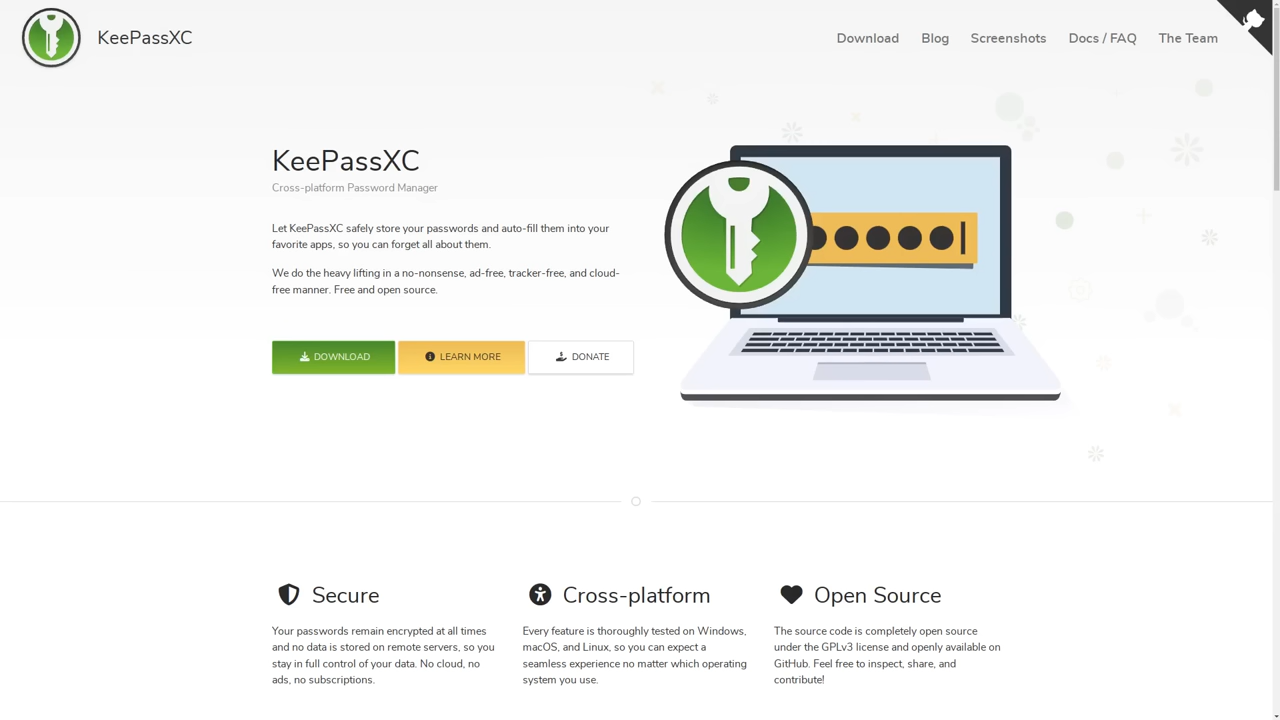 KeePassXC
Download
Blog
Screenshots
Docs / FAQ
The Team
KeePassXC
Cross-platform Password Manager
Let KeePassXC safely store your passwords and auto-fill them into your
favorite apps, so you can forget all about them.
We do the heavy lifting in a no-nonsense, ad-free, tracker-free, and cloud-
free manner. Free and open source.
DOWNLOAD
LEARN MORE
DONATE
Secure
Your passwords remain encrypted at all times
and no data is stored on remote servers, so you
stay in full control of your data. No cloud, no
ads, no subscriptions.
Cross-platform
Every feature is thoroughly tested on Windows,
macOS, and Linux, so you can expect a
seamless experience no matter which operating
system you use.
Open Source
The source code is completely open source
under the GPLv3 license and openly available on
GitHub. Feel free to inspect, share, and
contribute!